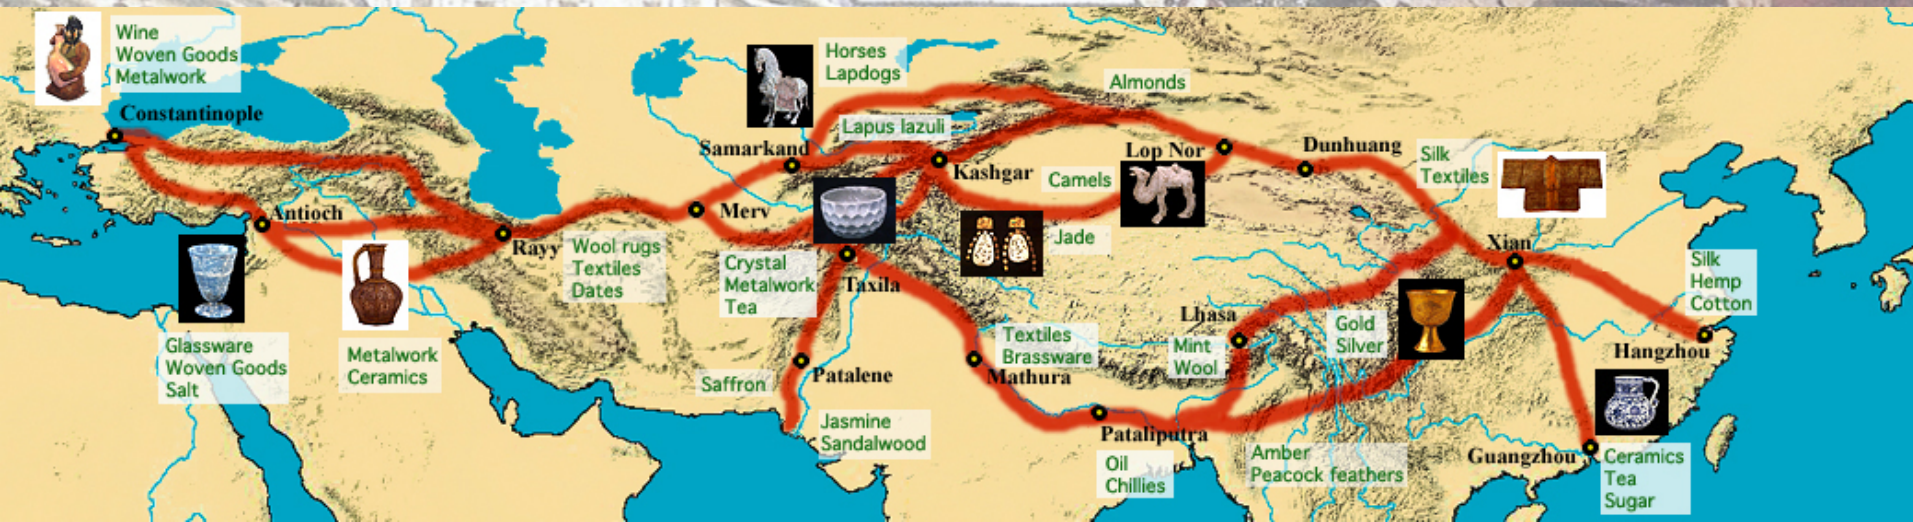 Wine
Woven Goods
Metalwork
Constantinople
Horses
Lapdogs
Almonds
Lapus lazuli
Samarkand
Kashgar
Lop Nor
Dunhuang
Camels
Silk
Textiles
Merv
Antioch
Rayy
Wool rugs
Textiles
Dates
Jade
Xian
Crystal
Metalwork
Tea
Taxila
Silk
Hemp
Cotton
Glassware
Woven Goods
Salt
Metalwork
Ceramics
Saffron
Patalene
Textiles
Brassware
Mathura
Lhasa
Mint
Wool
Gold
Silver
Hangzhou
Jasmine
Sandalwood
Pataliputra
Oil
Chillies
Amber
Peacock feathers
Guangzhou
Ceramics
Tea
Sugar